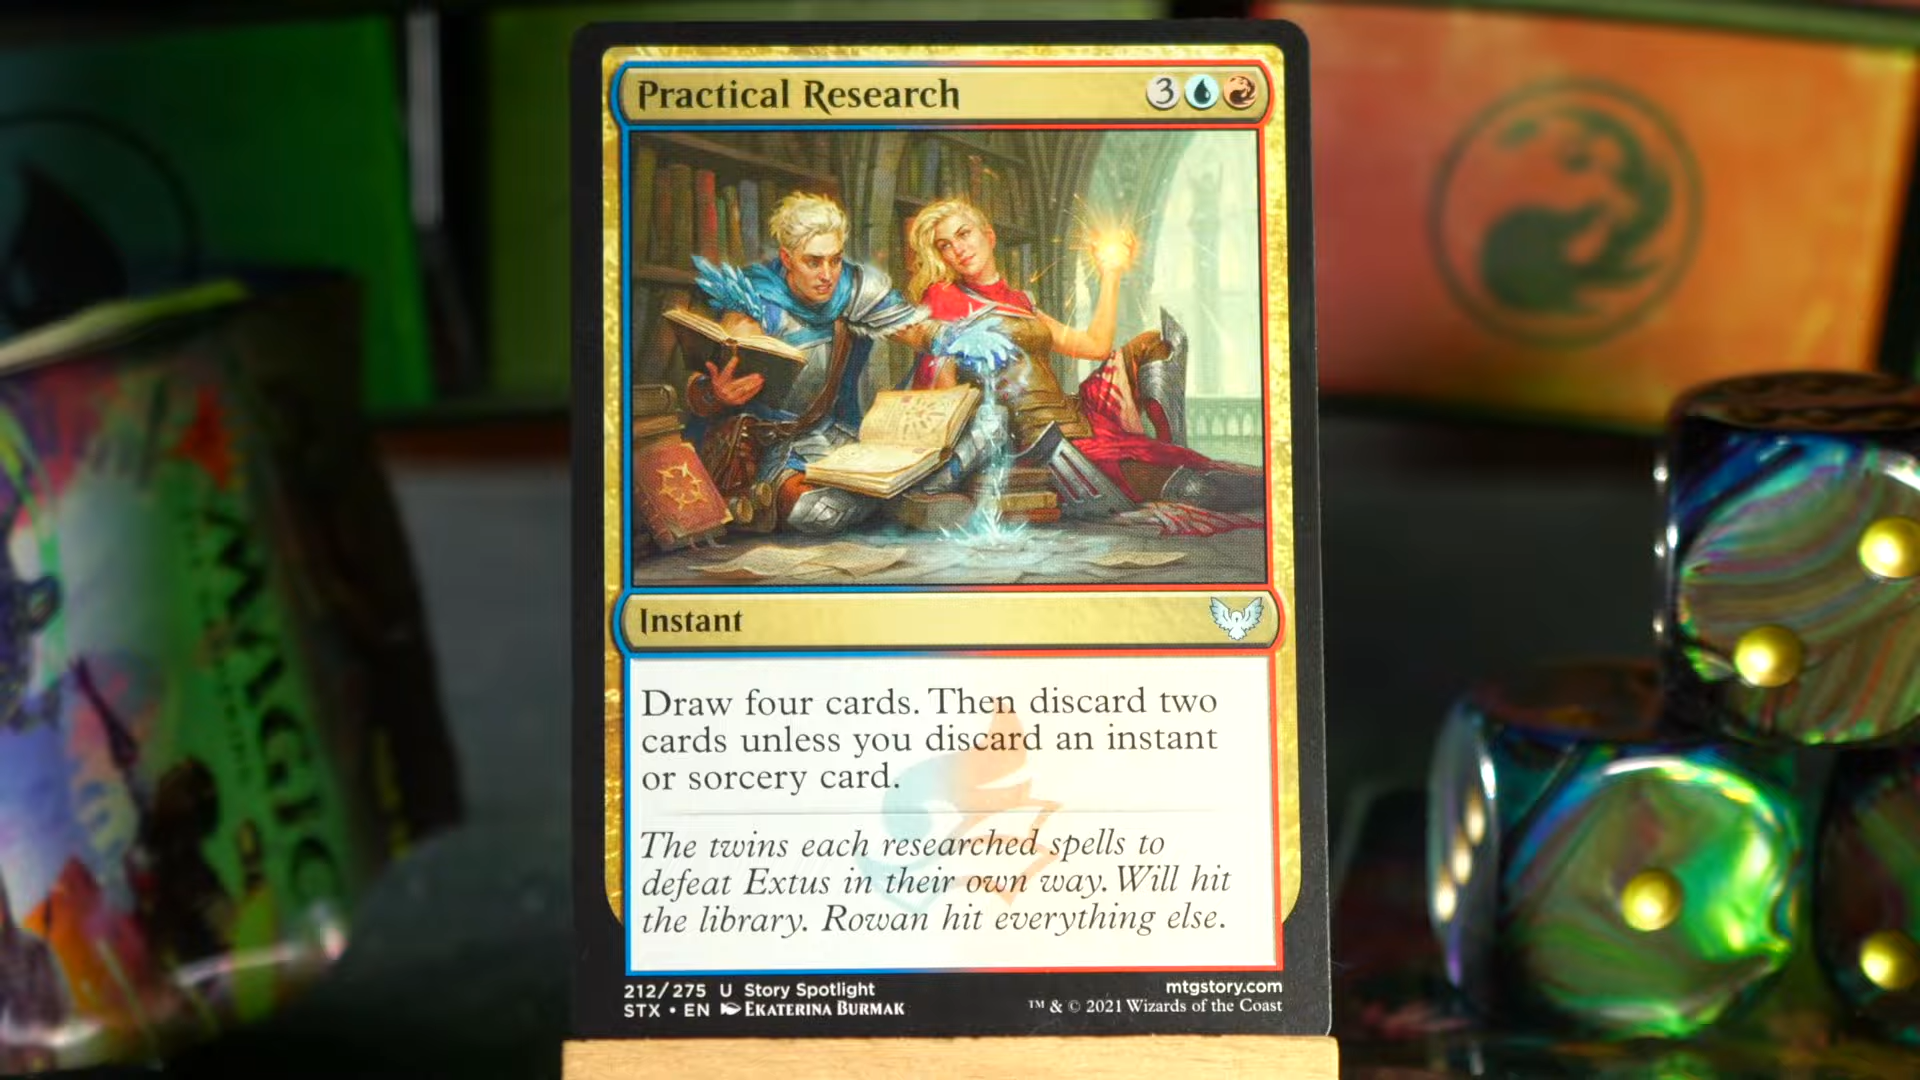 Practical Research 3
Instant
Draw four cards. Then discard two
cards unless you discard an instant
or sorcery card.
The twins each researched spells to
defeat Extus in their own way. Will hit
the library. Rowan hit everything else.
212/275 U Story Spotlight
STX • EN EKATERINA BURMAK
mtgstory.com
™ & © 2021 Wizards of the Coast
MAGIC